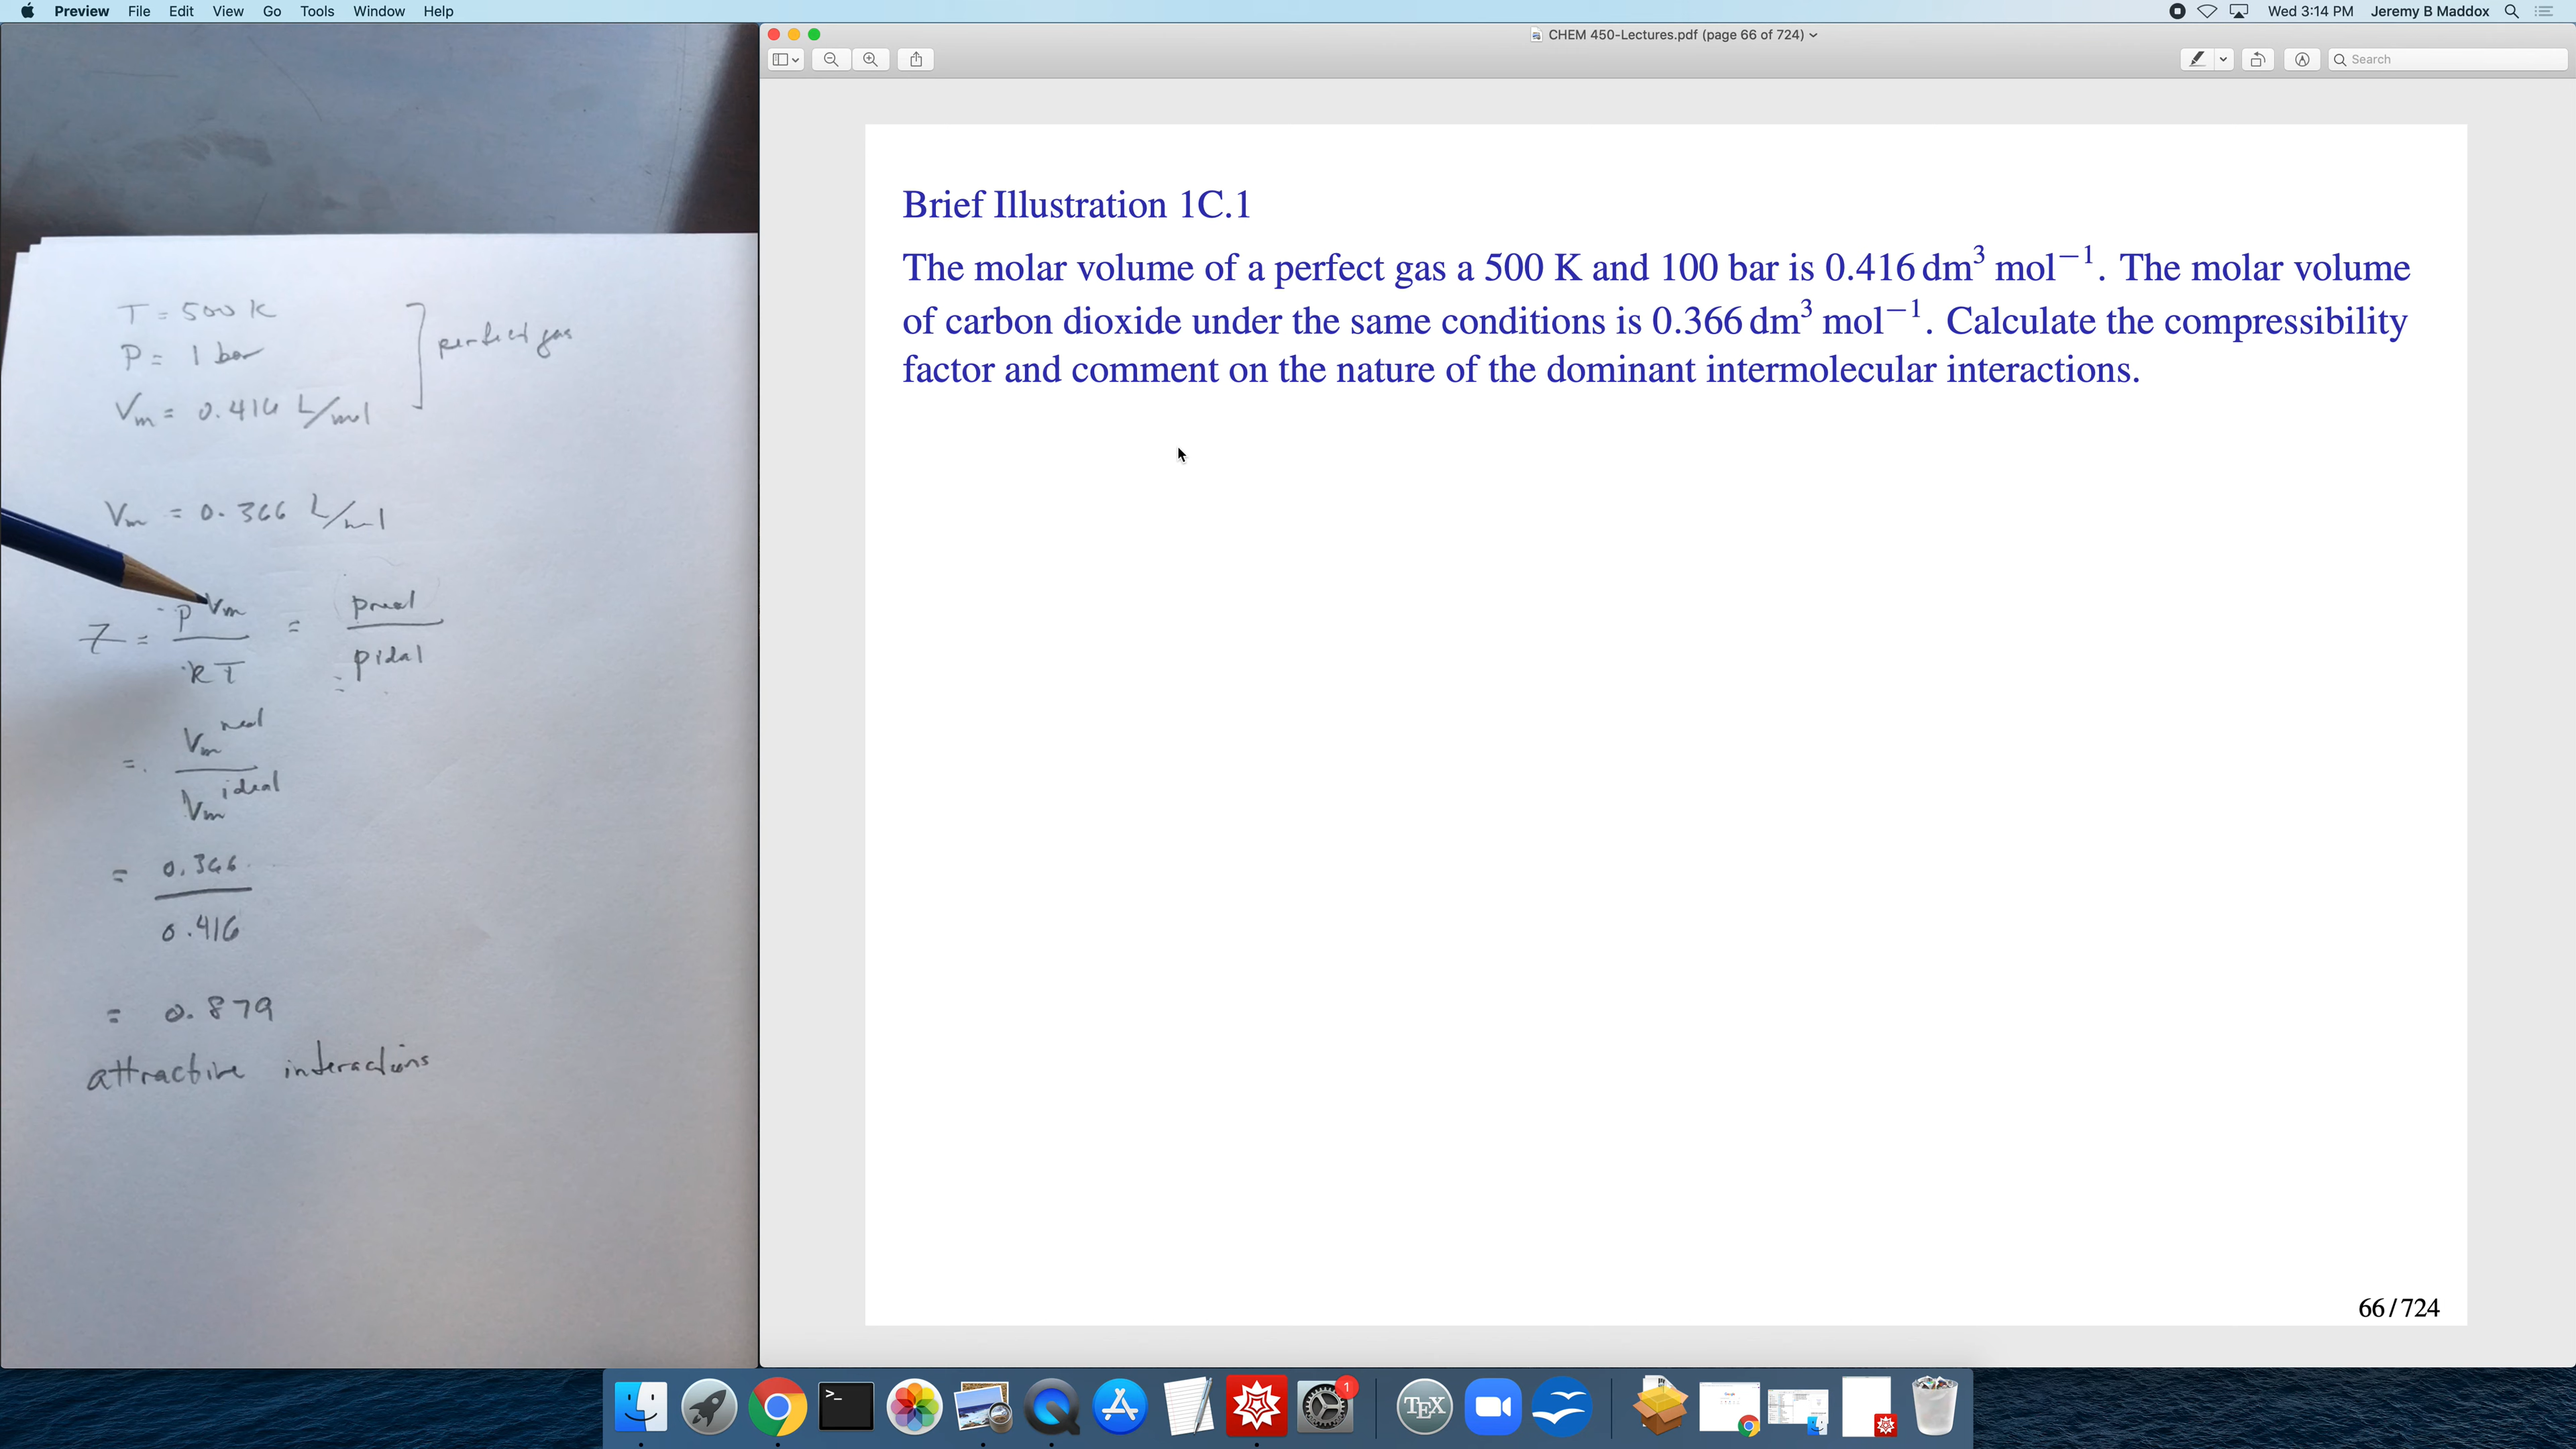 Preview File Edit View Go Tools Window Help
Wed 3:14 PM Jeremy B Maddox
CHEM 450-Lectures.pdf (page 66 of 724)
Search
T = 500 K
P = 1 bar
Vm = 0.416 L/mol
perfect gas
Vm = 0.366 L/mol
Z = p Vm / RT = preal / pideal
= Vm^real / Vm^ideal
= 0.366 / 0.416
= 0.879
attractive interactions
Brief Illustration 1C.1
The molar volume of a perfect gas a 500 K and 100 bar is 0.416 dm³ mol⁻¹. The molar volume
of carbon dioxide under the same conditions is 0.366 dm³ mol⁻¹. Calculate the compressibility
factor and comment on the nature of the dominant intermolecular interactions.
66/724
>_
1
TEX